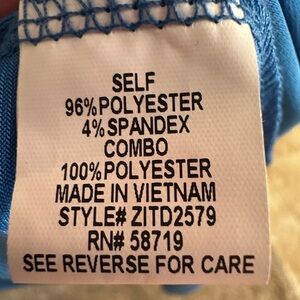 SELF
96%POLYESTER
4%SPANDEX
COMBO
100%POLYESTER
MADE IN VIETNAM
STYLE# ZITD2579
RN# 58719
SEE REVERSE FOR CARE